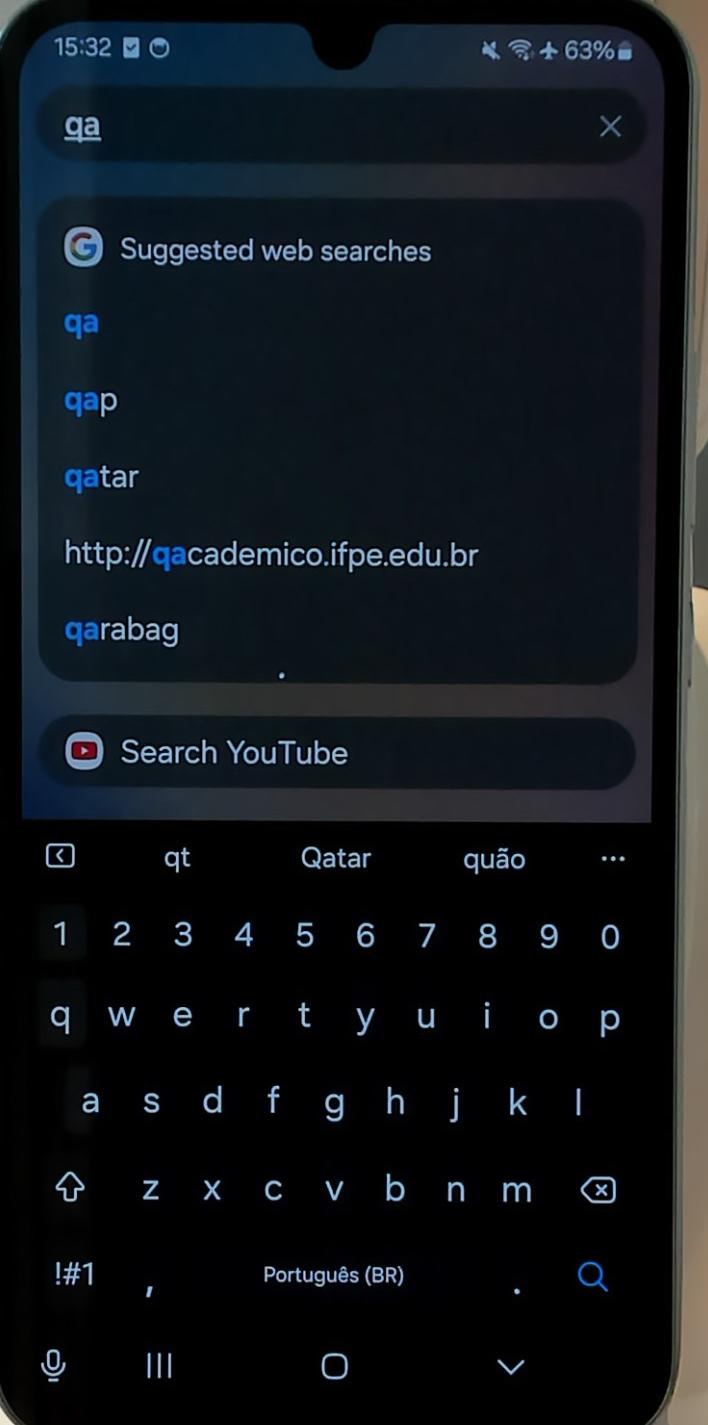 15:32 63%
qa
Suggested web searches
qa
qap
qatar
http://qacademico.ifpe.edu.br
qarabag
Search YouTube
qt Qatar quão ...
1 2 3 4 5 6 7 8 9 0
q w e r t y u i o p
a s d f g h j k l
z x c v b n m
!#1 , Português (BR) .